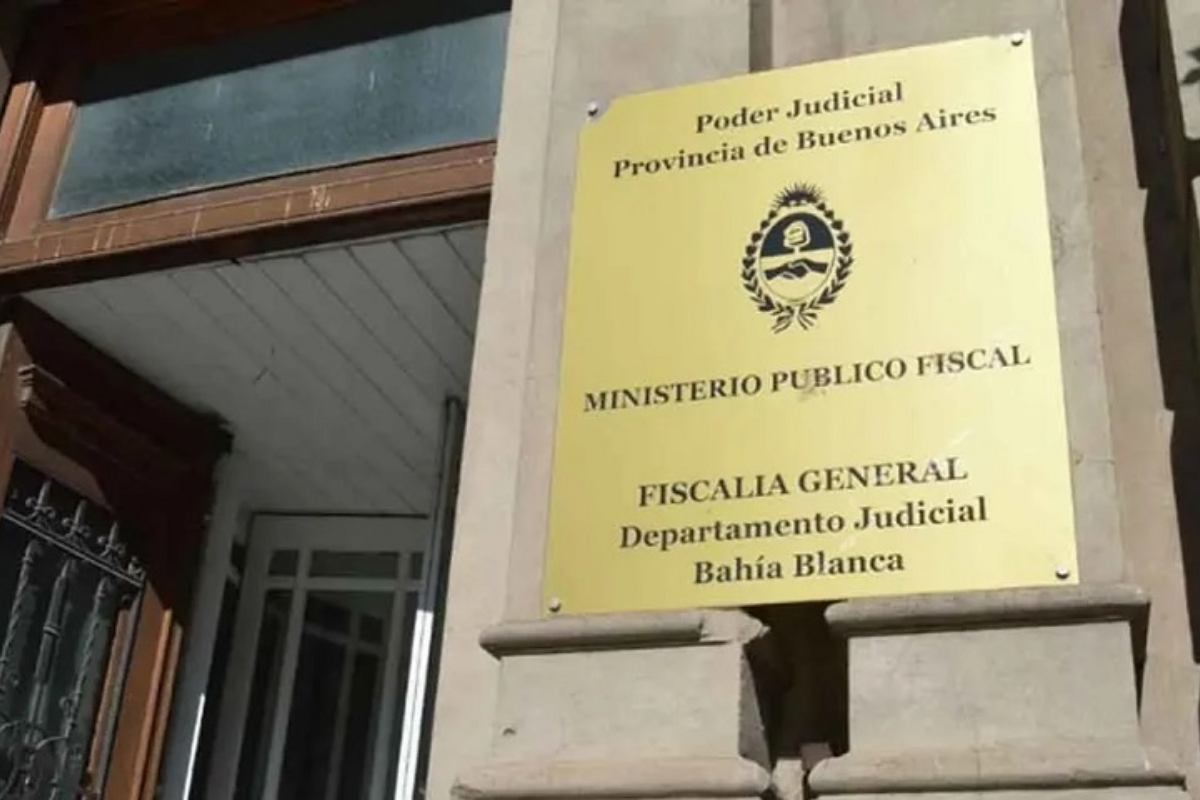 Poder Judicial
Provincia de Buenos Aires
MINISTERIO PUBLICO FISCAL
FISCALIA GENERAL
Departamento Judicial
Bahía Blanca